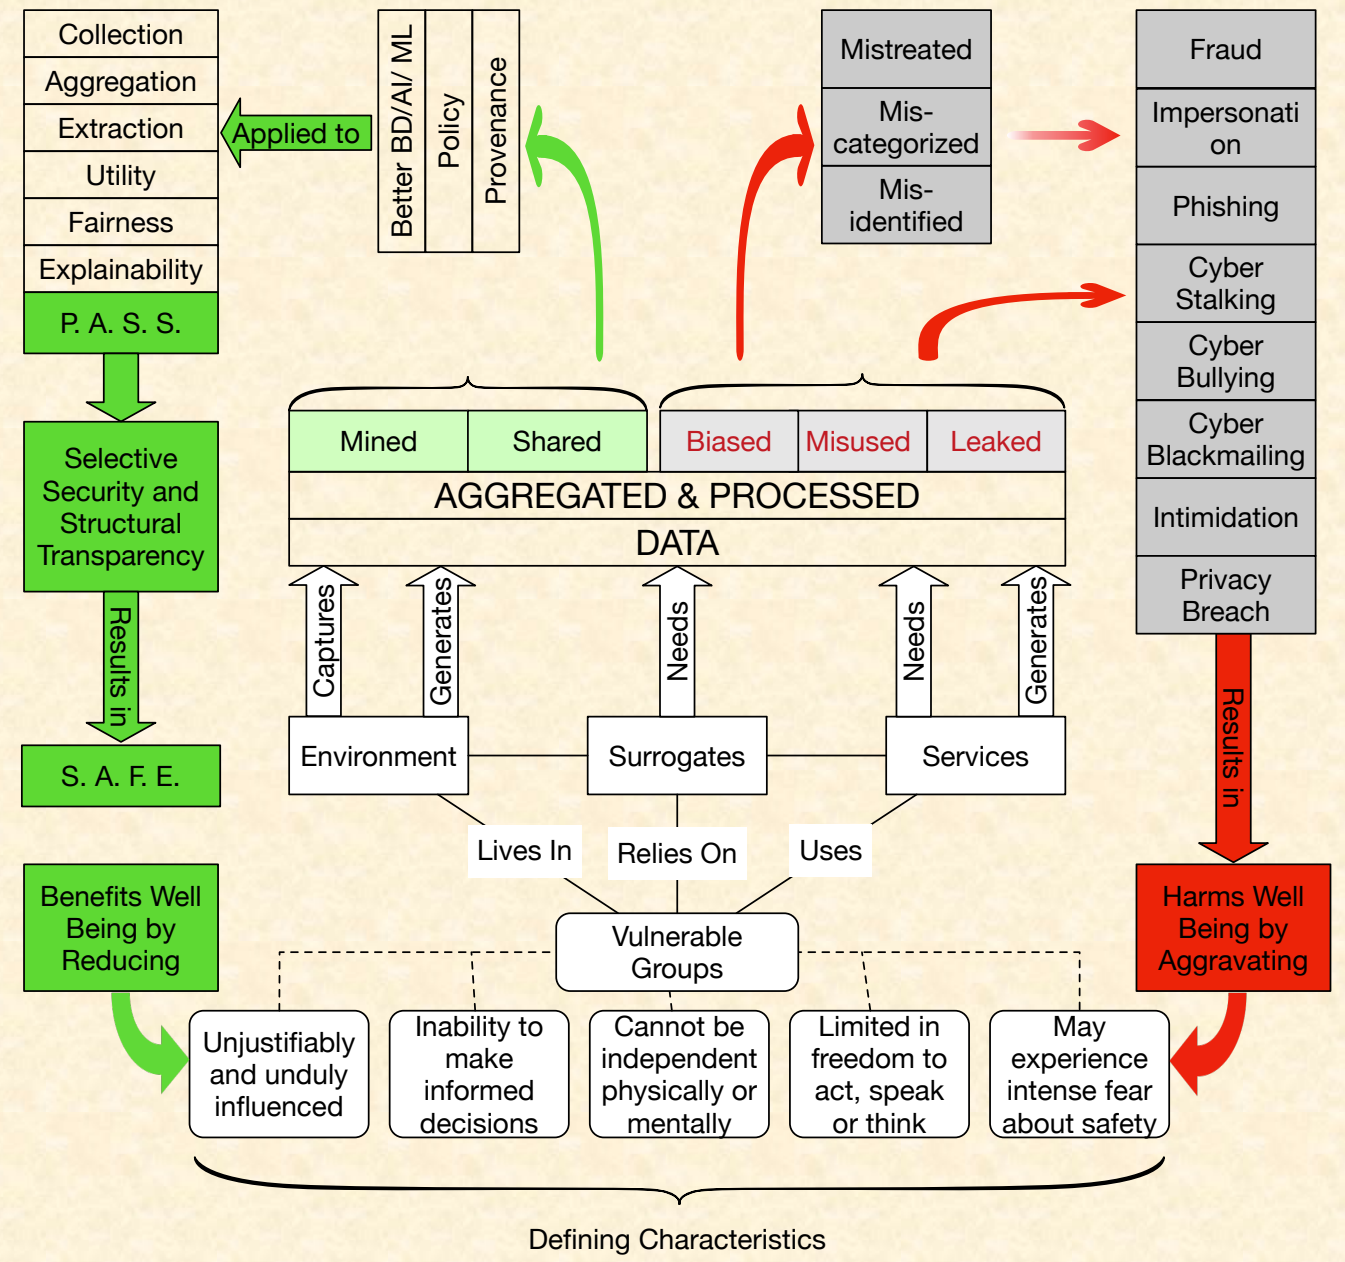 Collection
Aggregation
Extraction
Utility
Fairness
Explainability
P. A. S. S.
Applied to
Better BD/AI/ ML
Policy
Provenance
Mistreated
Mis-
categorized
Mis-
identified
Fraud
Impersonati
on
Phishing
Cyber
Stalking
Cyber
Bullying
Cyber
Blackmailing
Intimidation
Privacy
Breach
Selective
Security and
Structural
Transparency
Results in
S. A. F. E.
Mined
Shared
Biased
Misused
Leaked
AGGREGATED & PROCESSED
DATA
Captures
Generates
Needs
Needs
Generates
Environment
Surrogates
Services
Results in
Lives In
Relies On
Uses
Benefits Well
Being by
Reducing
Vulnerable
Groups
Harms Well
Being by
Aggravating
Unjustifiably
and unduly
influenced
Inability to
make
informed
decisions
Cannot be
independent
physically or
mentally
Limited in
freedom to
act, speak
or think
May
experience
intense fear
about safety
Defining Characteristics